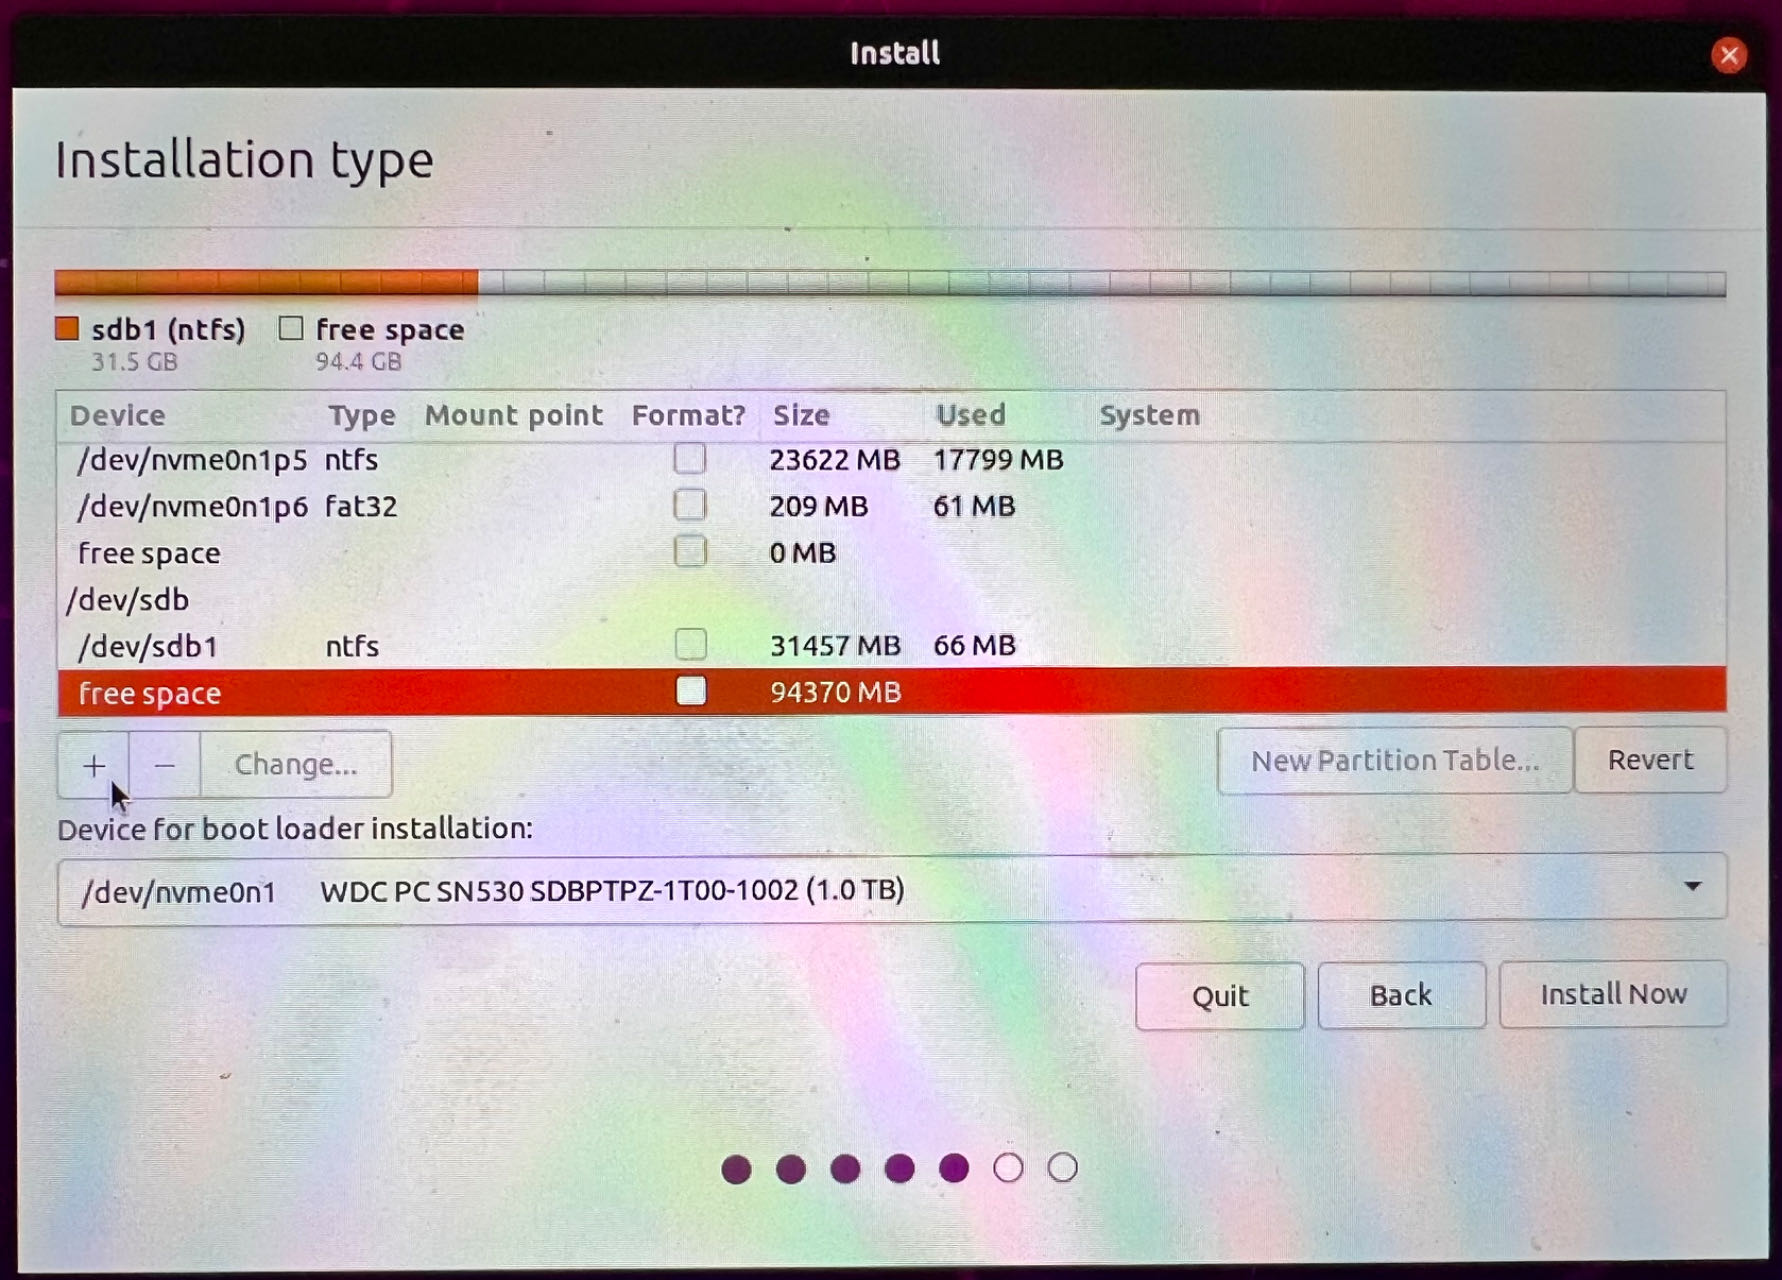 Install
Installation type
sdb1 (ntfs) free space
31.5 GB 94.4 GB
Device Type Mount point Format? Size Used System
/dev/nvme0n1p5 ntfs 23622 MB 17799 MB
/dev/nvme0n1p6 fat32 209 MB 61 MB
free space 0 MB
/dev/sdb
/dev/sdb1 ntfs 31457 MB 66 MB
free space 94370 MB
+ − Change... New Partition Table... Revert
Device for boot loader installation:
/dev/nvme0n1 WDC PC SN530 SDBPTPZ-1T00-1002 (1.0 TB)
Quit Back Install Now